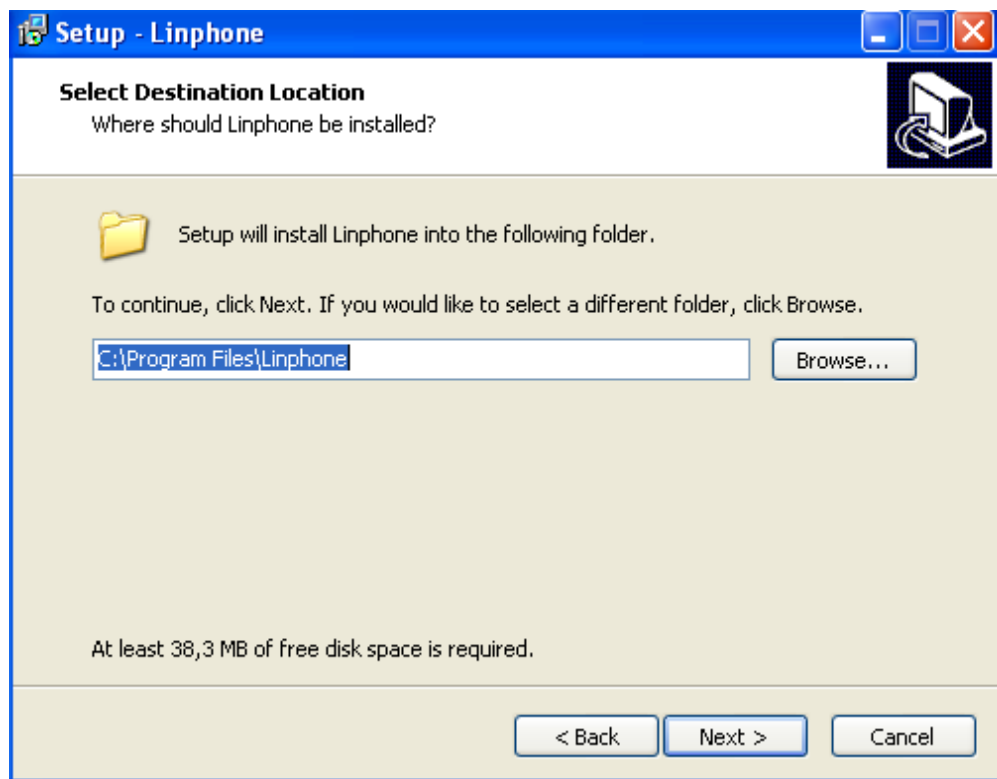 Setup - Linphone
Select Destination Location
Where should Linphone be installed?
Setup will install Linphone into the following folder.
To continue, click Next. If you would like to select a different folder, click Browse.
C:\Program Files\Linphone
Browse...
At least 38,3 MB of free disk space is required.
< Back
Next >
Cancel